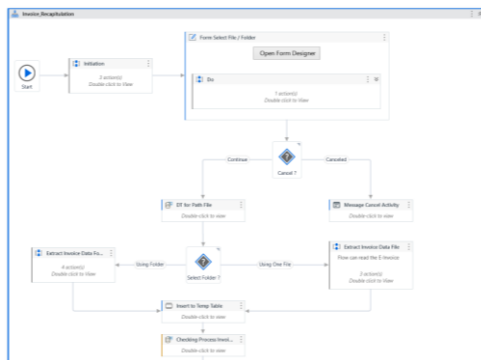 Invoice_Recapitulation
Form Select File / Folder
Open Form Designer
Initiation
Start
3 action(s)
Double-click to View
Do
1 action(s)
Double-click to View
Cancel ?
Continue
Canceled
DT for Path File
Double-click to view
Message Cancel Activity
Double-click to view
Extract Invoice Data Fo...
4 action(s)
Double-click to View
Using Folder
Select Folder ?
Using One File
Extract Invoice Data File
Flow can read file E-Invoice
3 action(s)
Double-click to View
Insert to Temp Table
Double-click to view
Checking Process Invoi...
Double-click to view